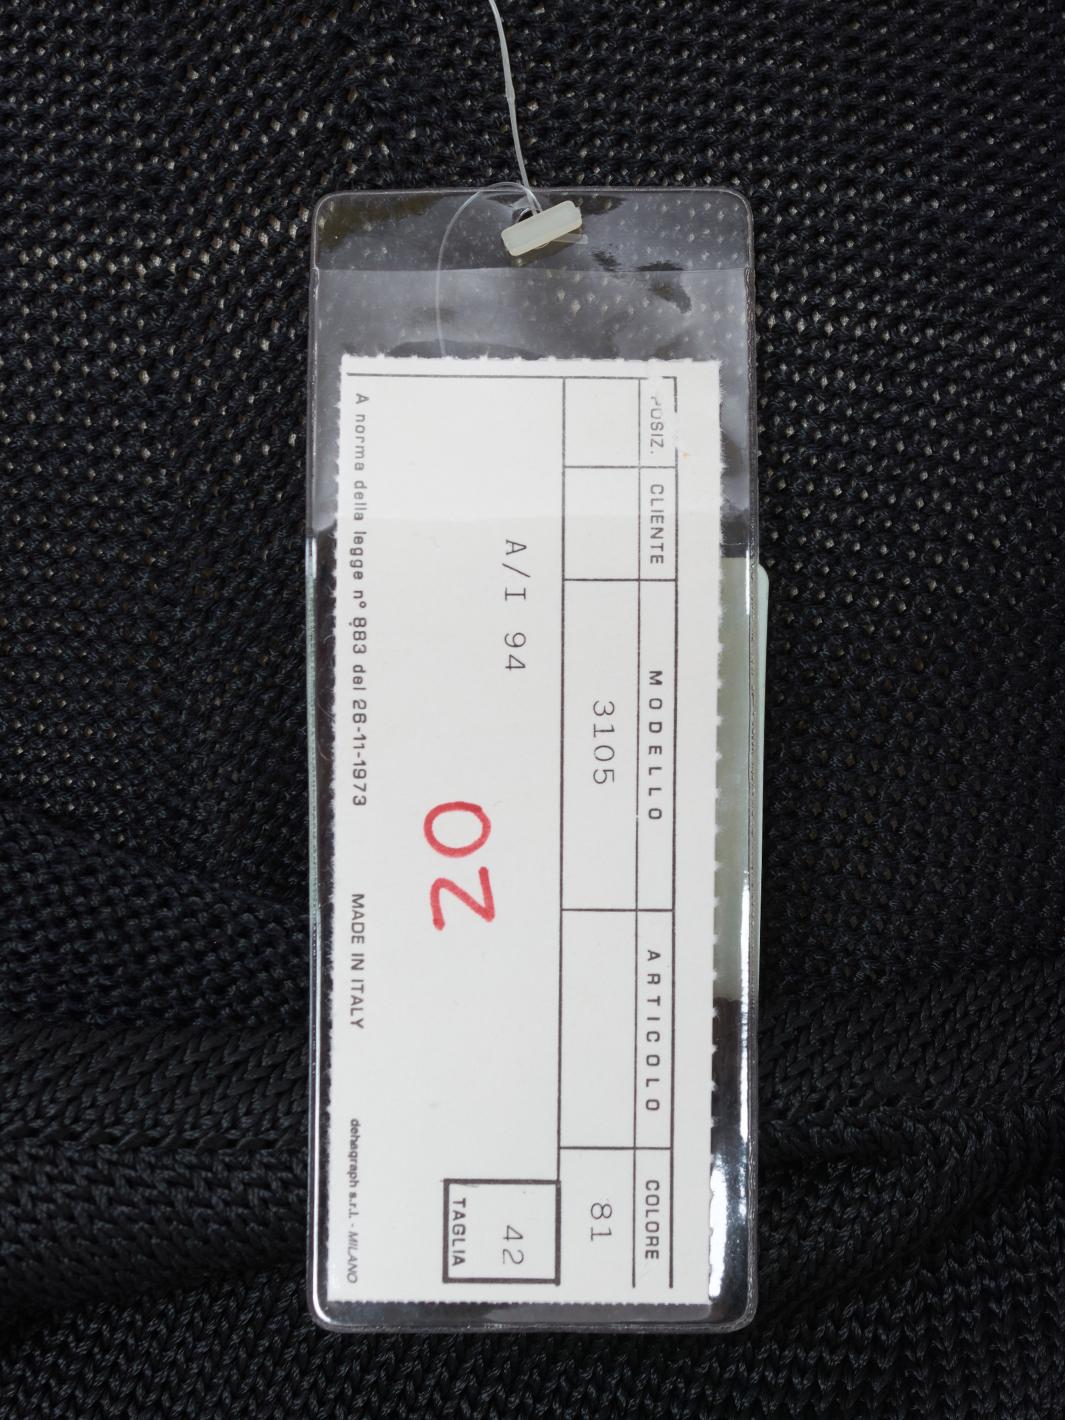 POSIZ. CLIENTE MODELLO ARTICOLO COLORE
3105 81
A/I 94
42
TAGLIA
OZ
A norma della legge n° 883 del 26-11-1973 MADE IN ITALY dehagraph s.r.l. - MILANO